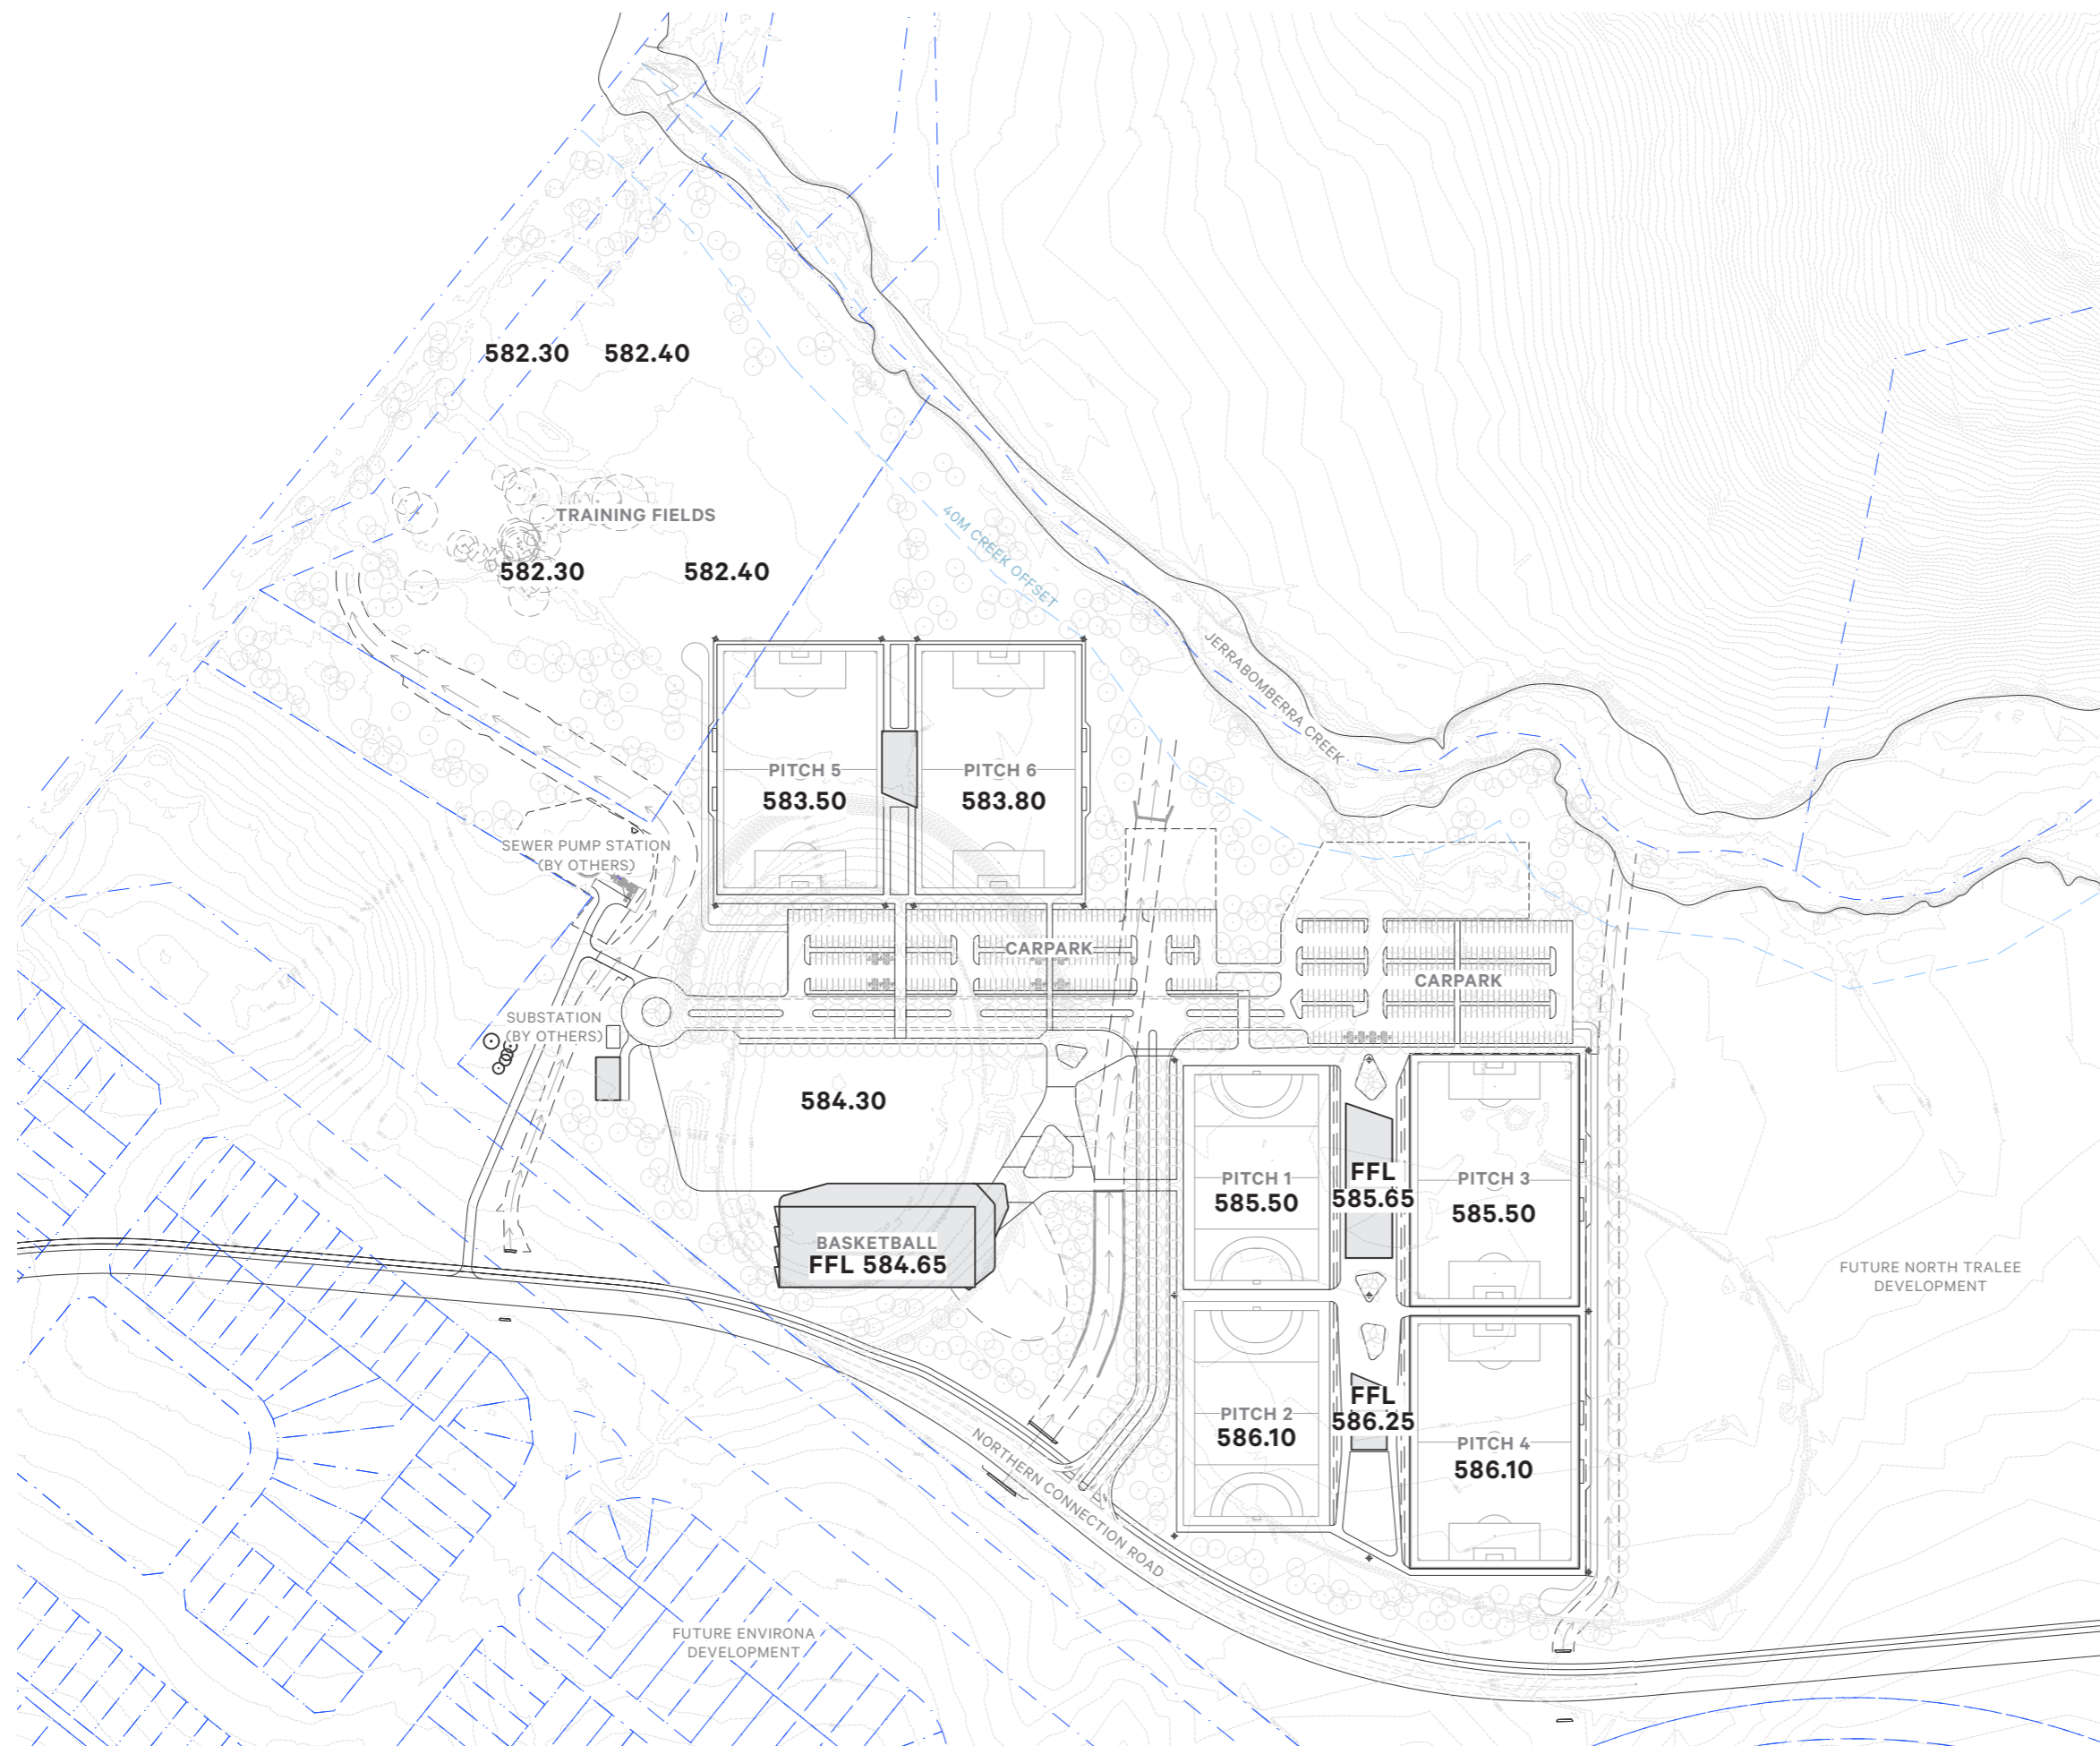 582.30 582.40
TRAINING FIELDS
582.30 582.40
40M CREEK OFFSET
JERRABOMBERRA CREEK
PITCH 5
583.50
PITCH 6
583.80
SEWER PUMP STATION
(BY OTHERS)
CARPARK
CARPARK
SUBSTATION
(BY OTHERS)
584.30
PITCH 1
585.50
FFL
585.65
PITCH 3
585.50
BASKETBALL
FFL 584.65
FUTURE NORTH TRALEE
DEVELOPMENT
PITCH 2
586.10
FFL
586.25
PITCH 4
586.10
NORTHERN CONNECTION ROAD
FUTURE ENVIRONA
DEVELOPMENT